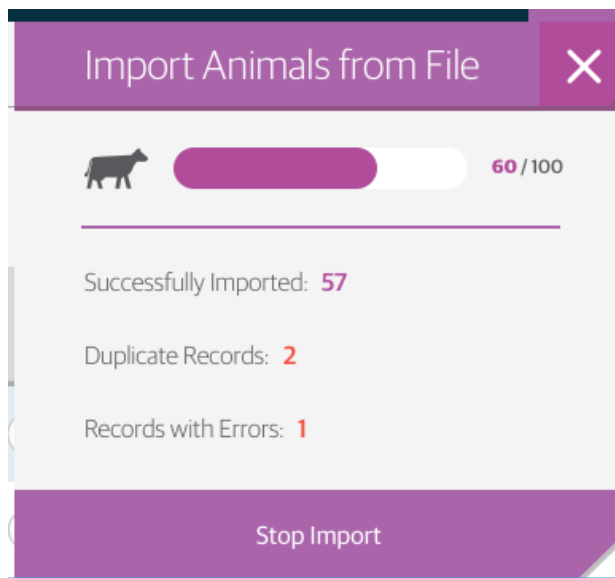 Import Animals from File
60 / 100
Successfully Imported: 57
Duplicate Records: 2
Records with Errors: 1
Stop Import